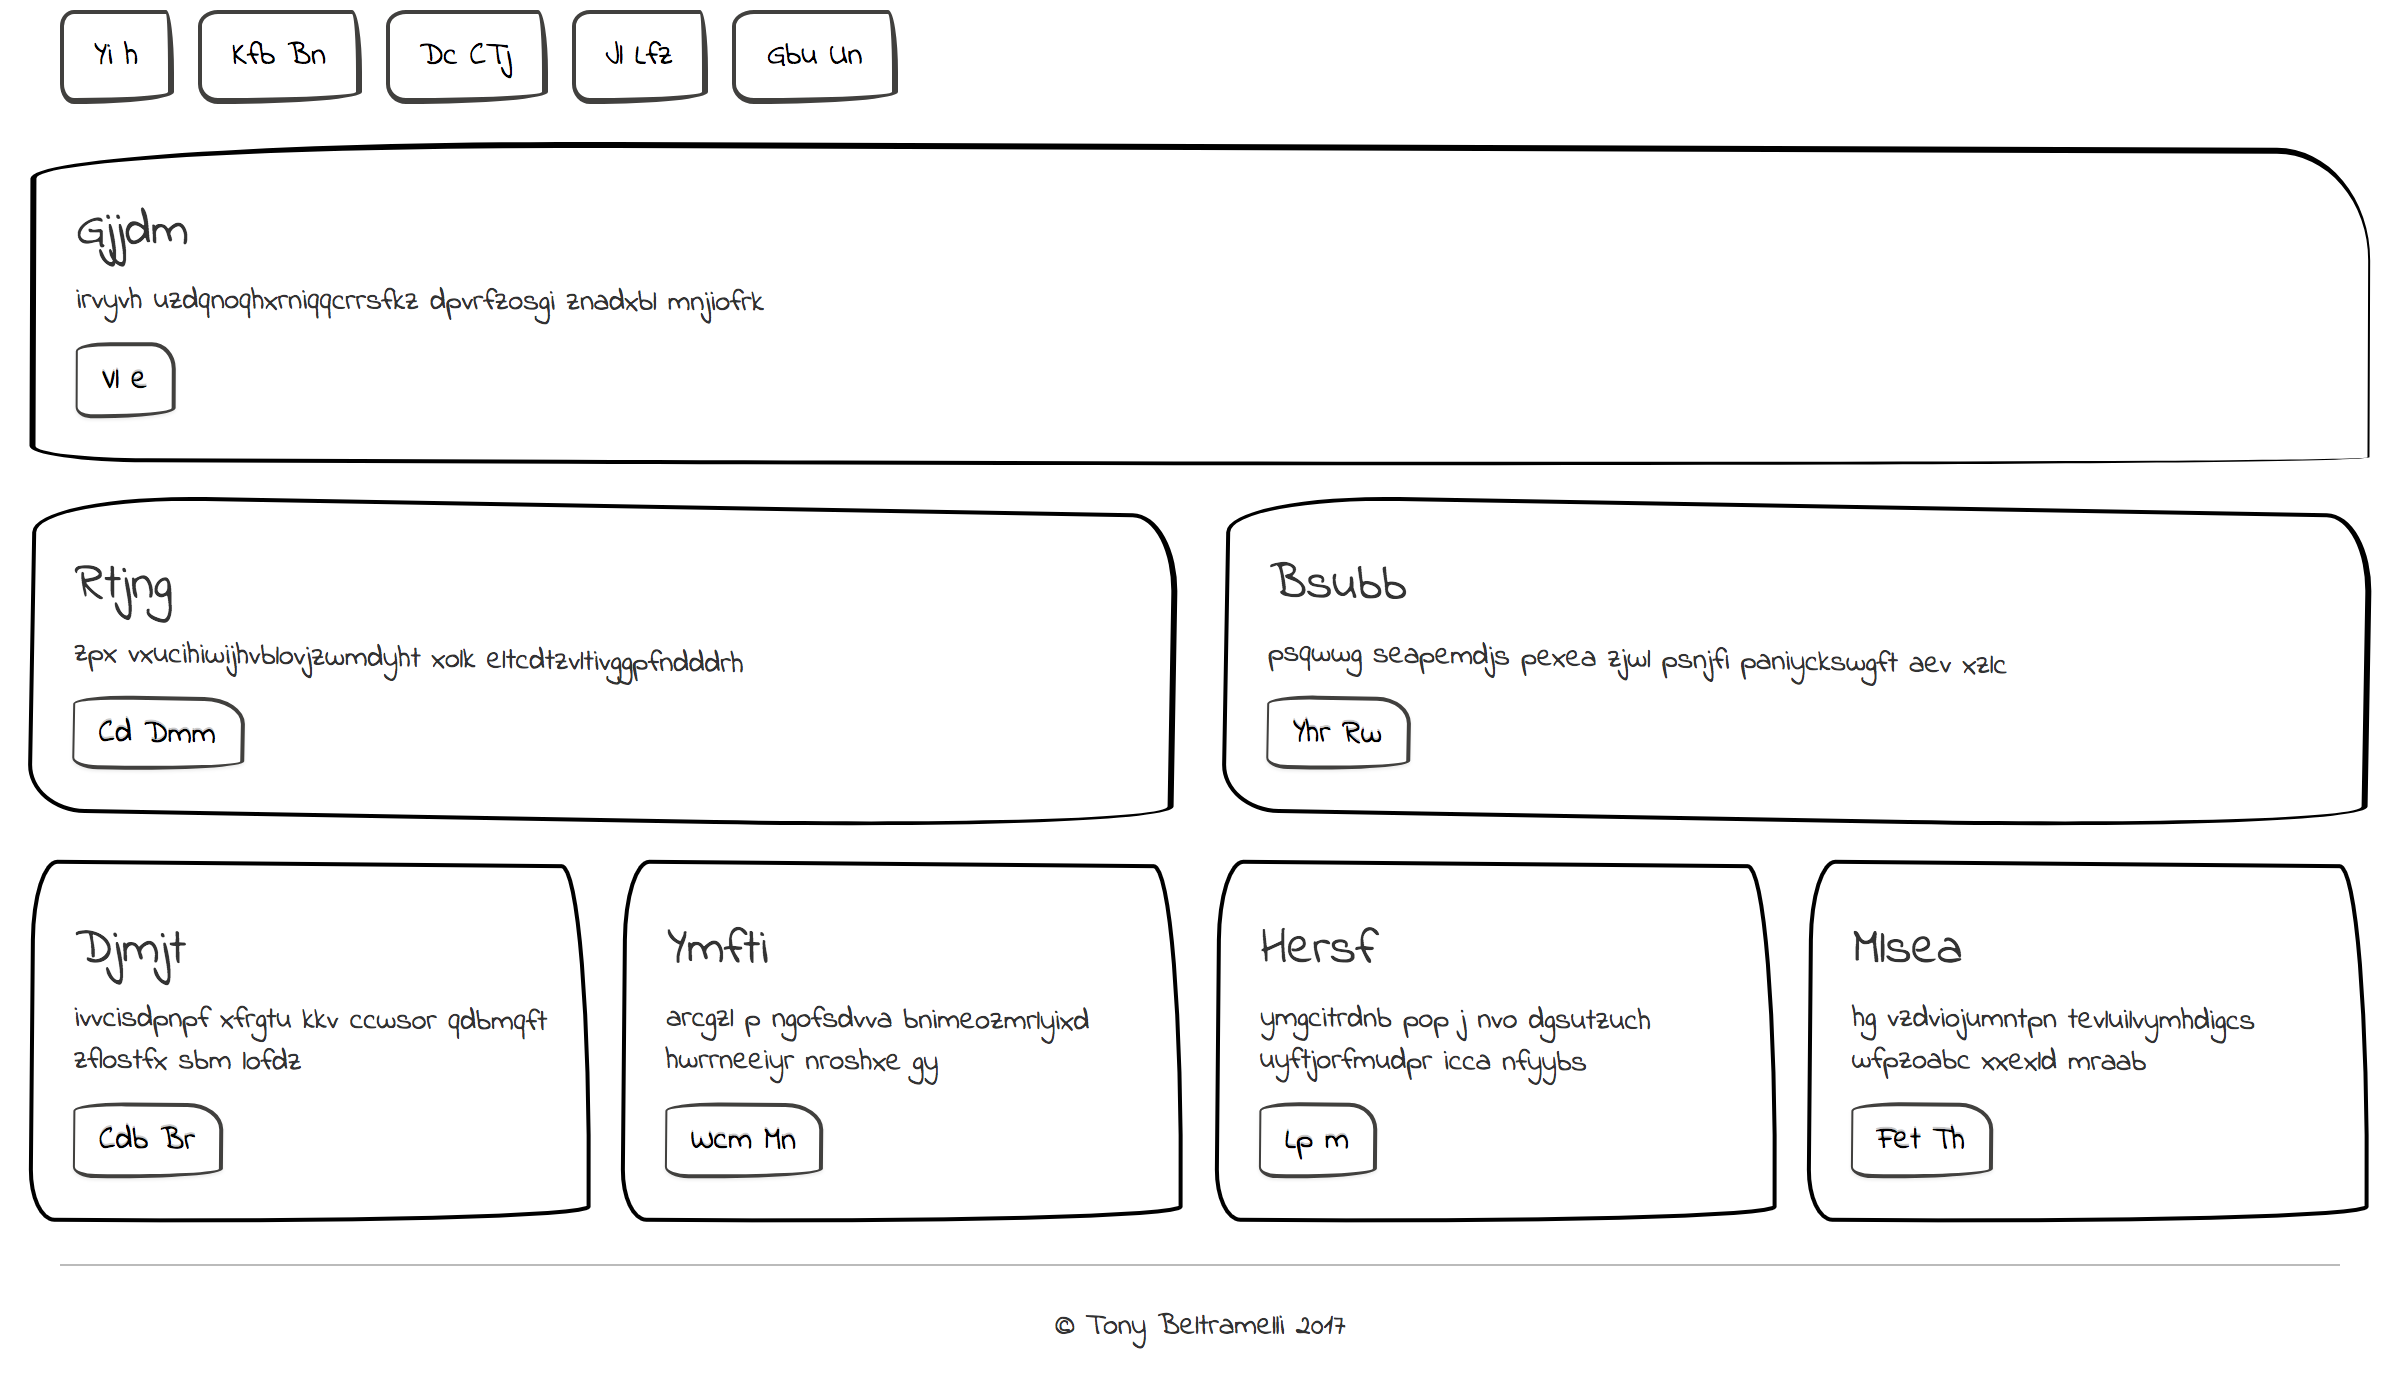 Yi h
Kfb Bn
Dc CTj
Jl Lfz
Gbu Un
Gjjdm
irvyvh uzdqnoqhxrniqqcrrsfkz dpvrfzosgi znadxbl mnjiofrk
Vl e
Rtjng
zpx vxucihiwijhvblovjzwmdyht xolk eltcdtzvltivggpfndddrh
Cd Dmm
Bsubb
psqwwg seapemdjs pexea zjwl psnjfi paniyckswgft aev xzlc
Yhr Rw
Djmjt
ivvcisdpnpf xfrgtu kkv ccwsor qdbmqft
zflostfx sbm lofdz
Cdb Br
Ymfti
arcgzl p ngofsdvva bnimeozmrlyixd
hwrrneeiyr nroshxe gy
Wcm Mn
Hersf
ymgcitrdnb pop j nvo dgsutzuch
uyftjorfmudpr icca nfyybs
Lp m
Mlsea
hg vzdviojumntpn tevluilvymhdigcs
wfpzoabc xxexld mraab
Fet Th
© Tony Beltramelli 2017